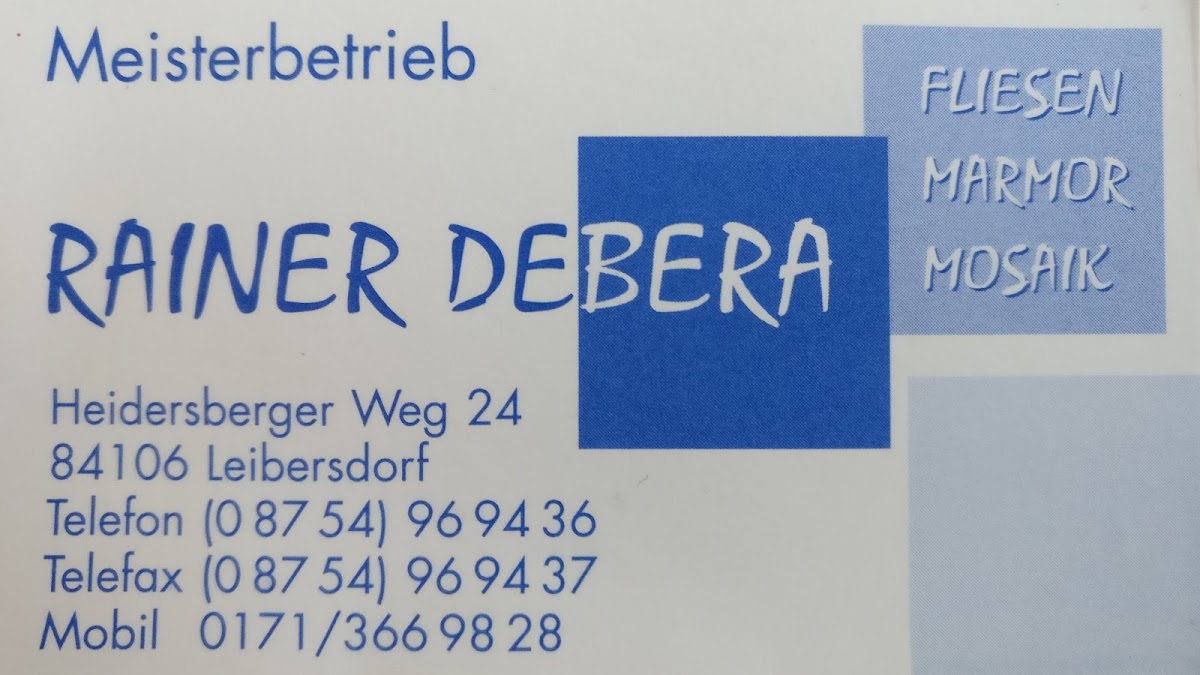 Meisterbetrieb
FLIESEN
MARMOR
MOSAIK
RAINER DEBERA
Heidersberger Weg 24
84106 Leibersdorf
Telefon (0 87 54) 96 94 36
Telefax (0 87 54) 96 94 37
Mobil 0171/366 98 28